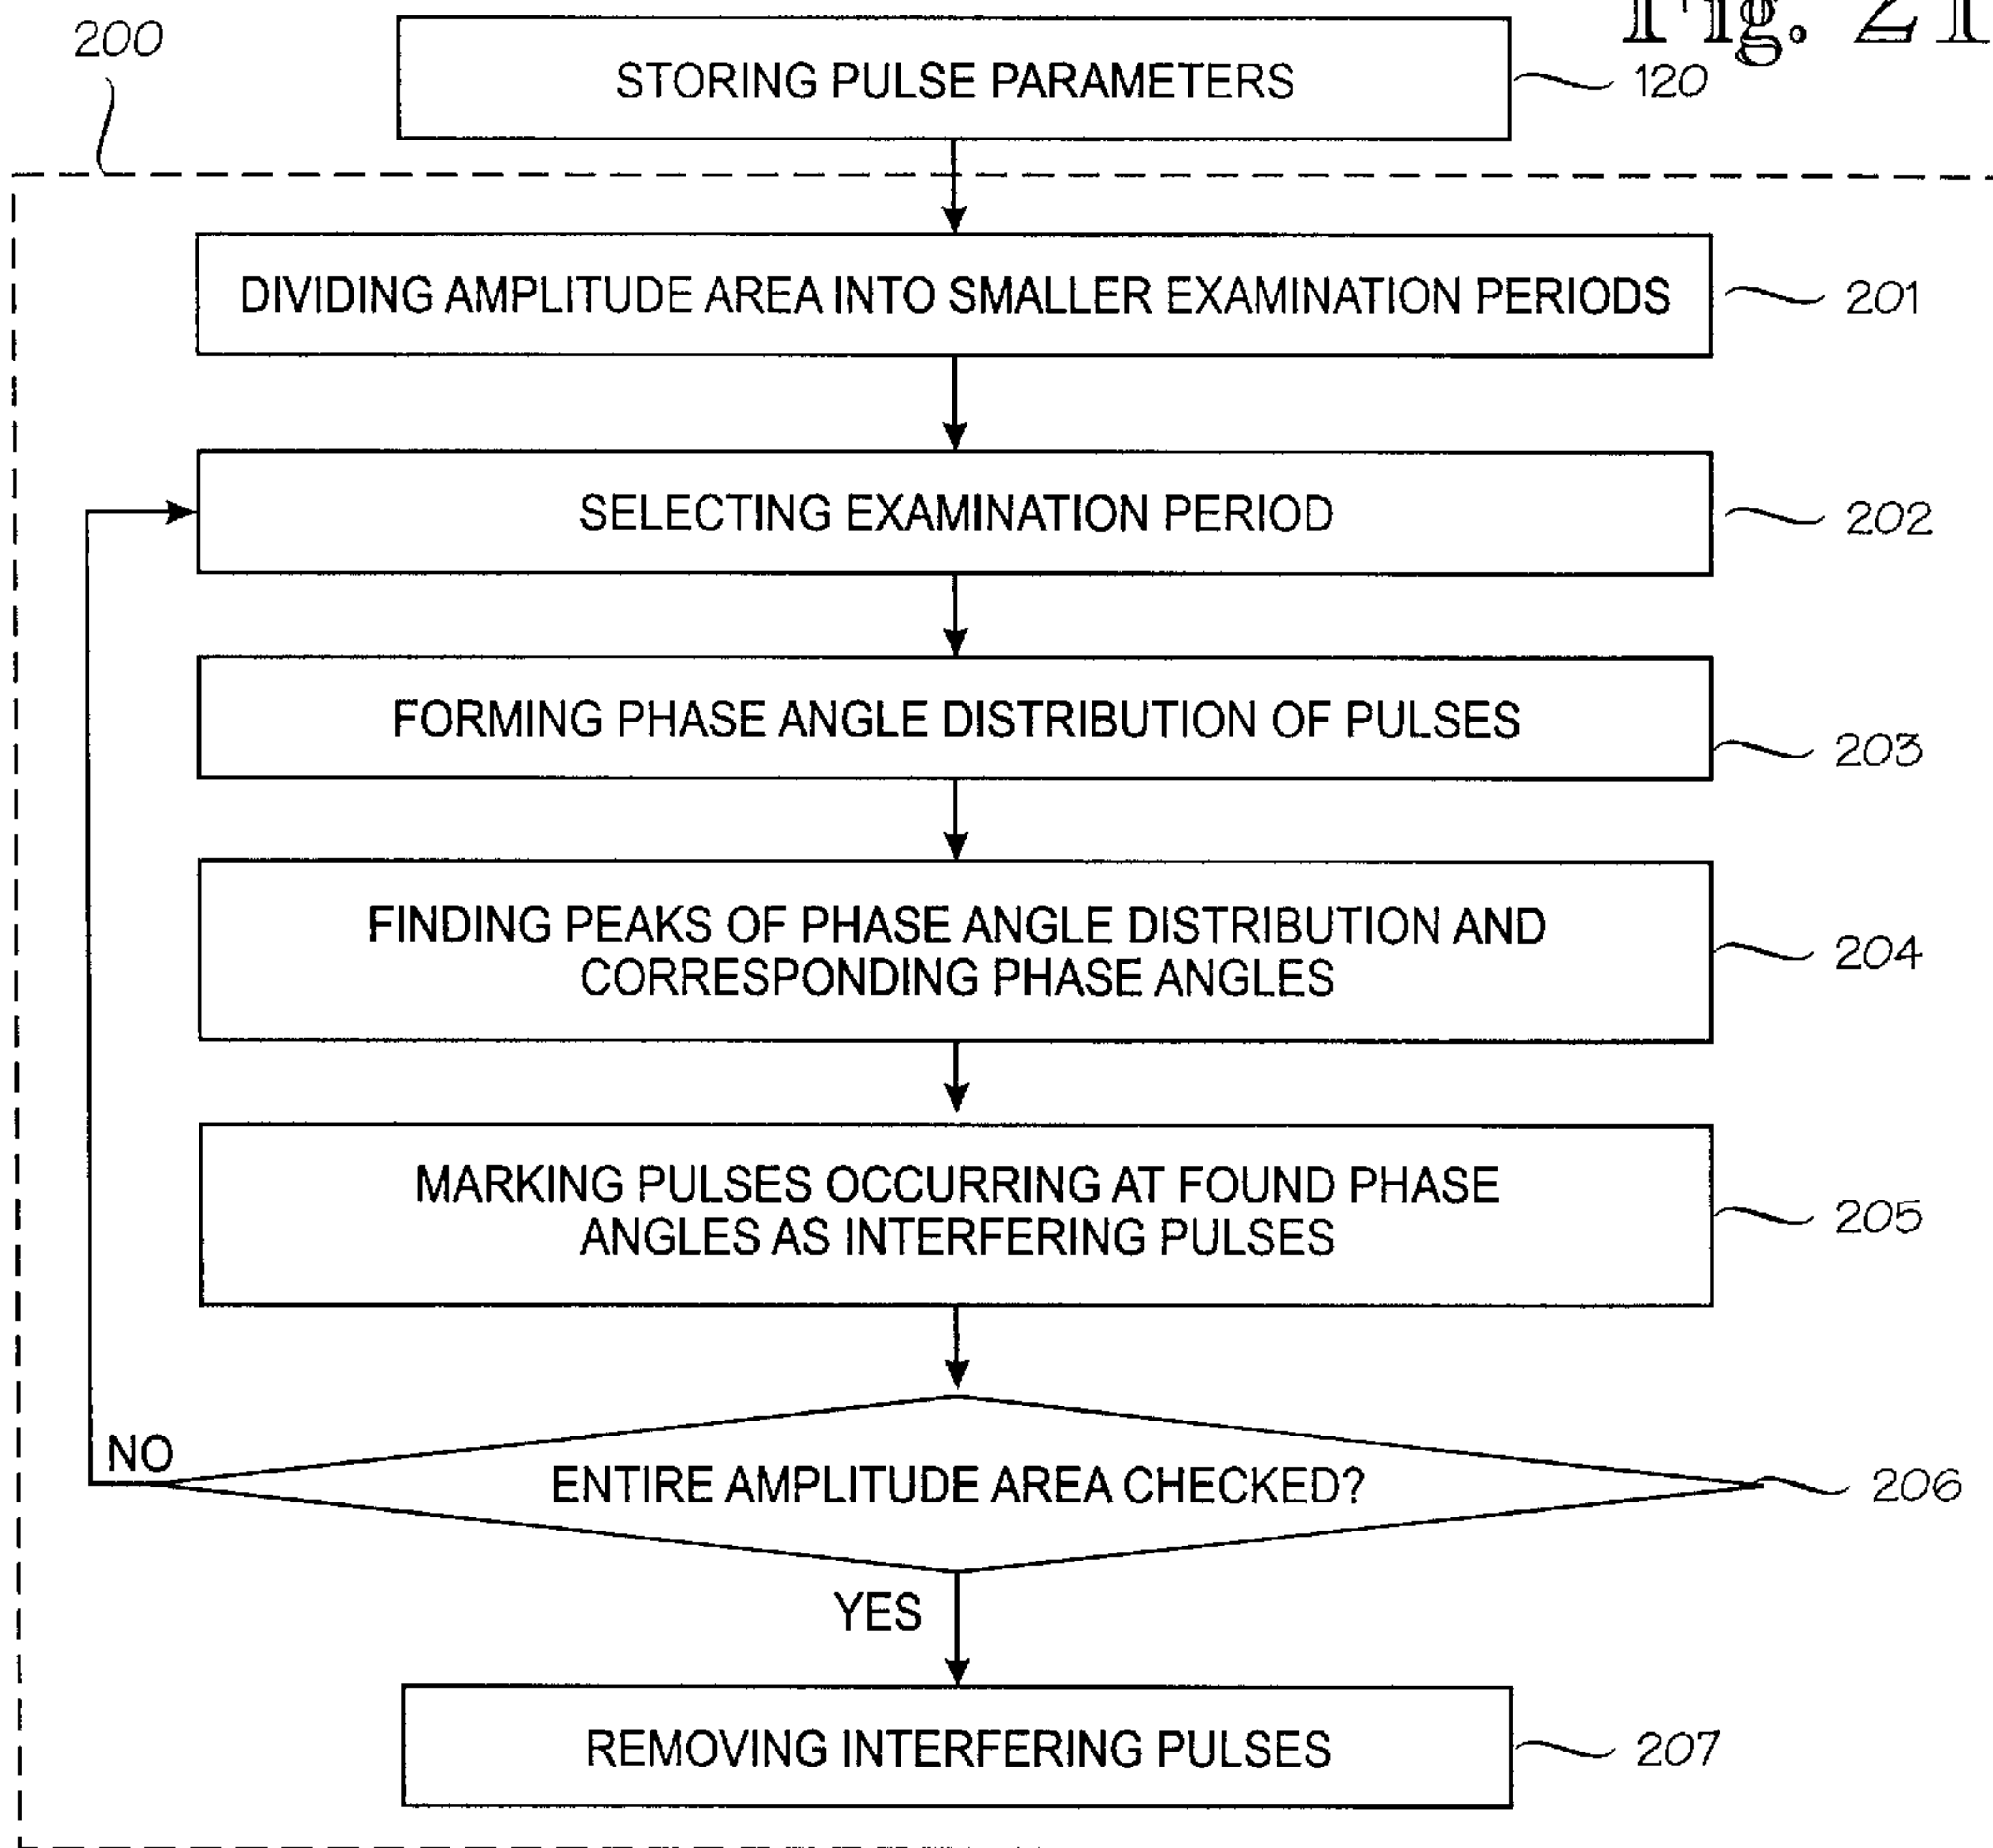 Fig. 21
200
STORING PULSE PARAMETERS
120
DIVIDING AMPLITUDE AREA INTO SMALLER EXAMINATION PERIODS
201
SELECTING EXAMINATION PERIOD
202
FORMING PHASE ANGLE DISTRIBUTION OF PULSES
203
FINDING PEAKS OF PHASE ANGLE DISTRIBUTION AND
CORRESPONDING PHASE ANGLES
204
MARKING PULSES OCCURRING AT FOUND PHASE
ANGLES AS INTERFERING PULSES
205
NO
ENTIRE AMPLITUDE AREA CHECKED?
206
YES
REMOVING INTERFERING PULSES
207